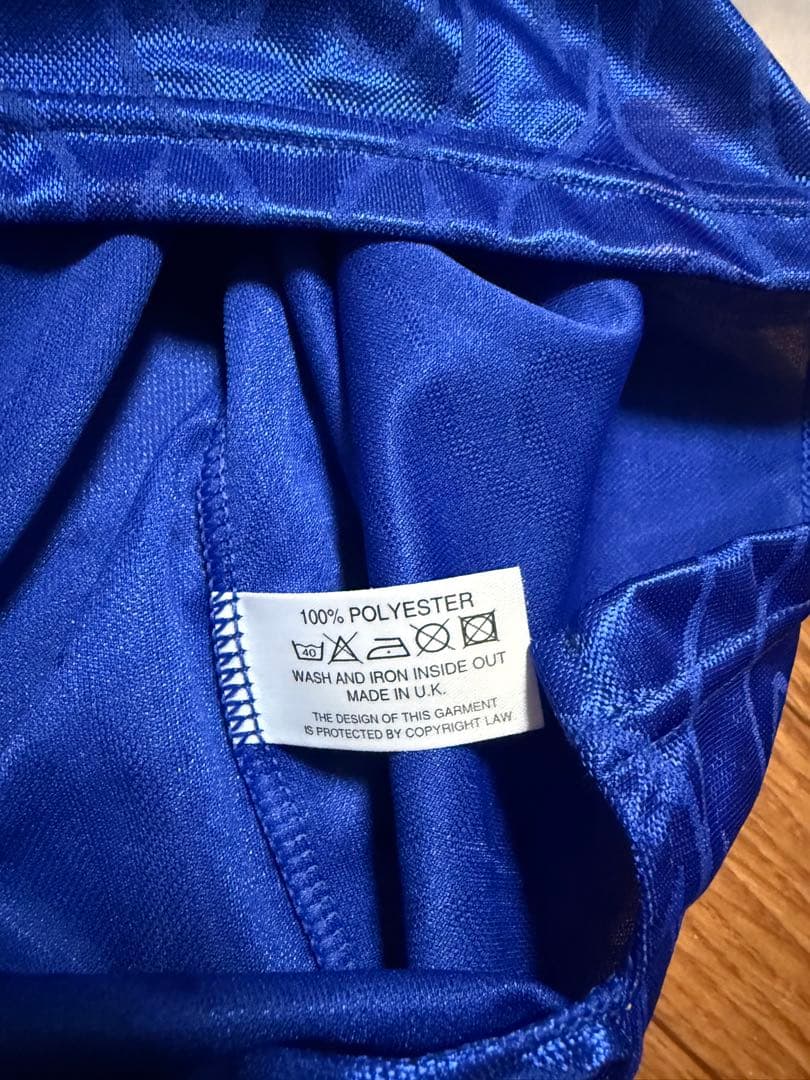 100% POLYESTER
40
WASH AND IRON INSIDE OUT
MADE IN U.K.
THE DESIGN OF THIS GARMENT
IS PROTECTED BY COPYRIGHT LAW